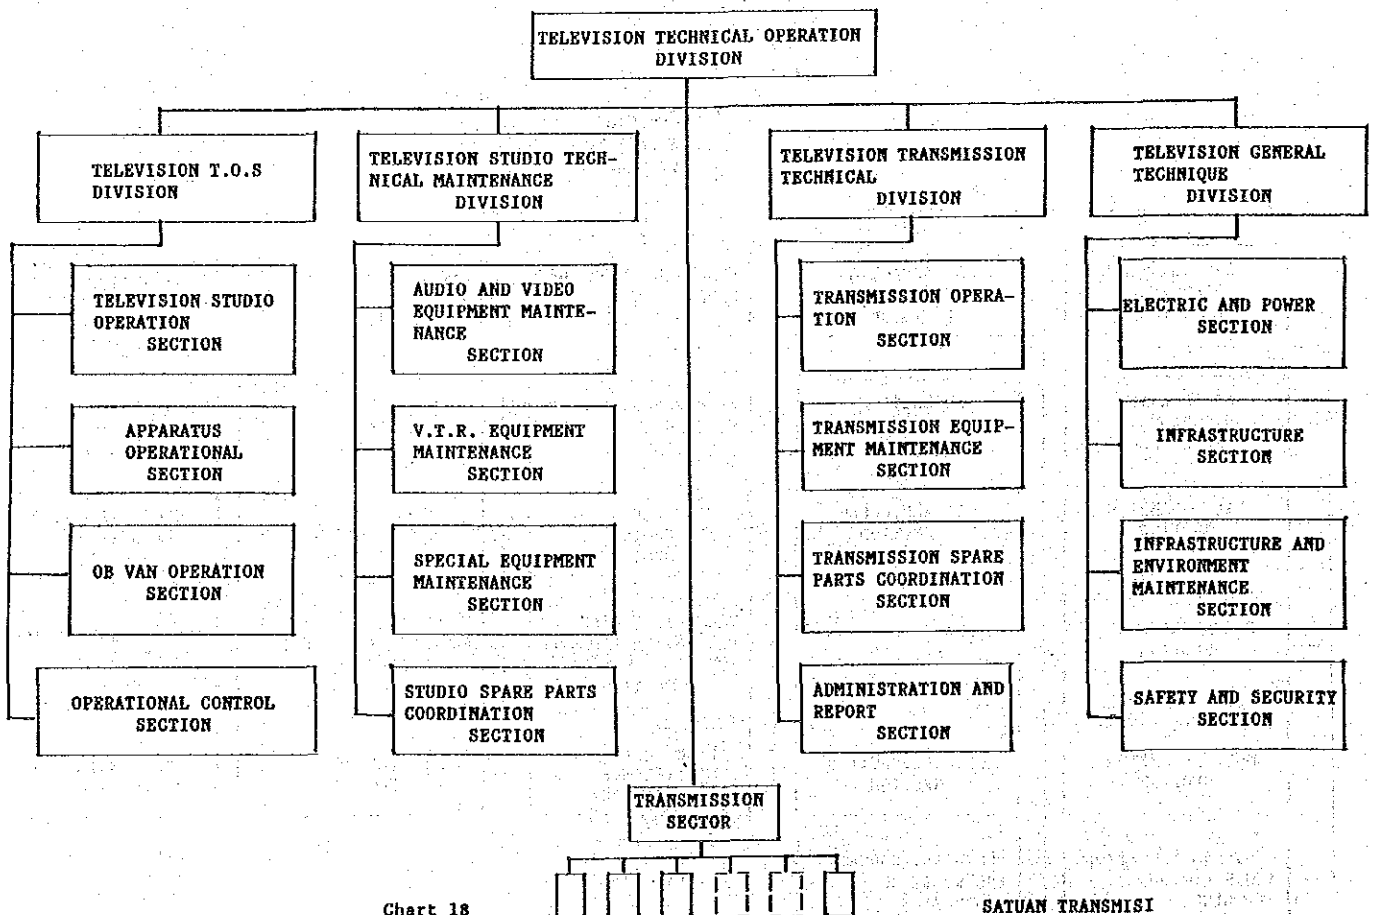 TELEVISION TECHNICAL OPERATION
DIVISION
TELEVISION T.O.S
DIVISION
TELEVISION STUDIO TECH-
NICAL MAINTENANCE
DIVISION
TELEVISION TRANSMISSION
TECHNICAL
DIVISION
TELEVISION GENERAL
TECHNIQUE
DIVISION
TELEVISION STUDIO
OPERATION
SECTION
APPARATUS
OPERATIONAL
SECTION
OB VAN OPERATION
SECTION
OPERATIONAL CONTROL
SECTION
AUDIO AND VIDEO
EQUIPMENT MAINTE-
NANCE
SECTION
V.T.R. EQUIPMENT
MAINTENANCE
SECTION
SPECIAL EQUIPMENT
MAINTENANCE
SECTION
STUDIO SPARE PARTS
COORDINATION
SECTION
TRANSMISSION OPERA-
TION
SECTION
TRANSMISSION EQUIP-
MENT MAINTENANCE
SECTION
TRANSMISSION SPARE
PARTS COORDINATION
SECTION
ADMINISTRATION AND
REPORT
SECTION
ELECTRIC AND POWER
SECTION
INFRASTRUCTURE
SECTION
INFRASTRUCTURE AND
ENVIRONMENT
MAINTENANCE
SECTION
SAFETY AND SECURITY
SECTION
TRANSMISSION
SECTOR
Chart 18
SATUAN TRANSMISI